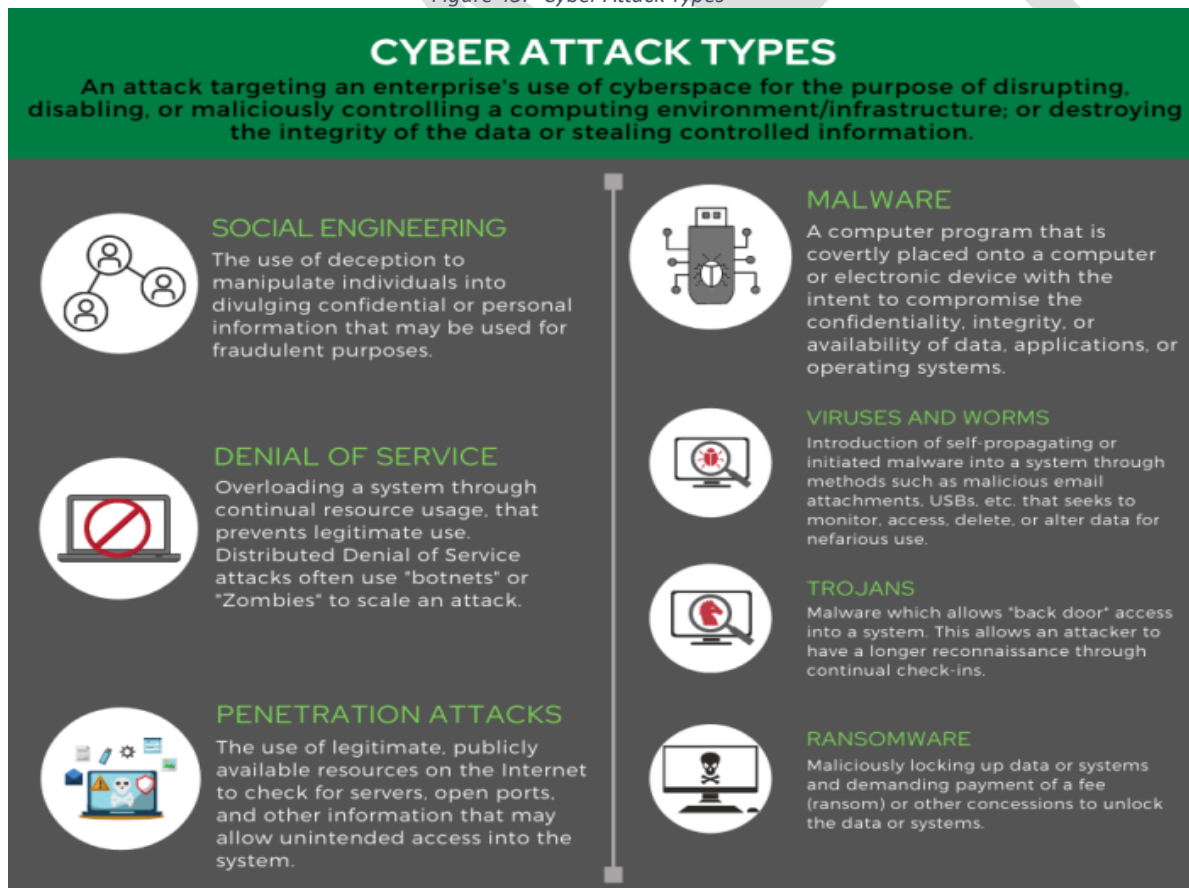 Figure 43: Cyber Attack Types
CYBER ATTACK TYPES
An attack targeting an enterprise's use of cyberspace for the purpose of disrupting,
disabling, or maliciously controlling a computing environment/infrastructure; or destroying
the integrity of the data or stealing controlled information.
SOCIAL ENGINEERING
The use of deception to
manipulate individuals into
divulging confidential or personal
information that may be used for
fraudulent purposes.
DENIAL OF SERVICE
Overloading a system through
continual resource usage, that
prevents legitimate use.
Distributed Denial of Service
attacks often use "botnets" or
"Zombies" to scale an attack.
PENETRATION ATTACKS
The use of legitimate, publicly
available resources on the Internet
to check for servers, open ports,
and other information that may
allow unintended access into the
system.
MALWARE
A computer program that is
covertly placed onto a computer
or electronic device with the
intent to compromise the
confidentiality, integrity, or
availability of data, applications, or
operating systems.
VIRUSES AND WORMS
Introduction of self-propagating or
initiated malware into a system through
methods such as malicious email
attachments, USBs, etc. that seeks to
monitor, access, delete, or alter data for
nefarious use.
TROJANS
Malware which allows "back door" access
into a system. This allows an attacker to
have a longer reconnaissance through
continual check-ins.
RANSOMWARE
Maliciously locking up data or systems
and demanding payment of a fee
(ransom) or other concessions to unlock
the data or systems.